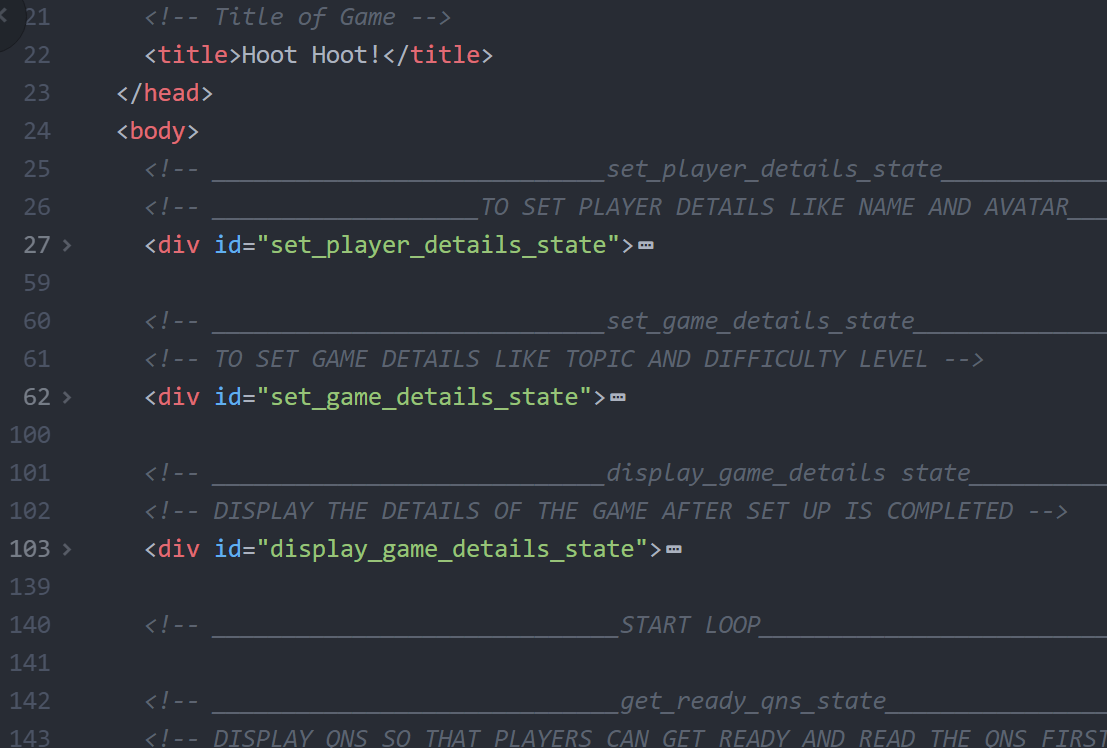 21 <!-- Title of Game -->
22 <title>Hoot Hoot!</title>
23 </head>
24 <body>
25 <!-- ____________________________set_player_details_state____________
26 <!-- ___________________TO SET PLAYER DETAILS LIKE NAME AND AVATAR___
27 > <div id="set_player_details_state">…
59
60 <!-- ____________________________set_game_details_state______________
61 <!-- TO SET GAME DETAILS LIKE TOPIC AND DIFFICULTY LEVEL -->
62 > <div id="set_game_details_state">…
100
101 <!-- ____________________________display_game_details state__________
102 <!-- DISPLAY THE DETAILS OF THE GAME AFTER SET UP IS COMPLETED -->
103 > <div id="display_game_details_state">…
139
140 <!-- _____________________________START LOOP_________________________
141
142 <!-- _____________________________get_ready_qns_state________________
143 <!-- DISPLAY QNS SO THAT PLAYERS CAN GET READY AND READ THE QNS FIRST